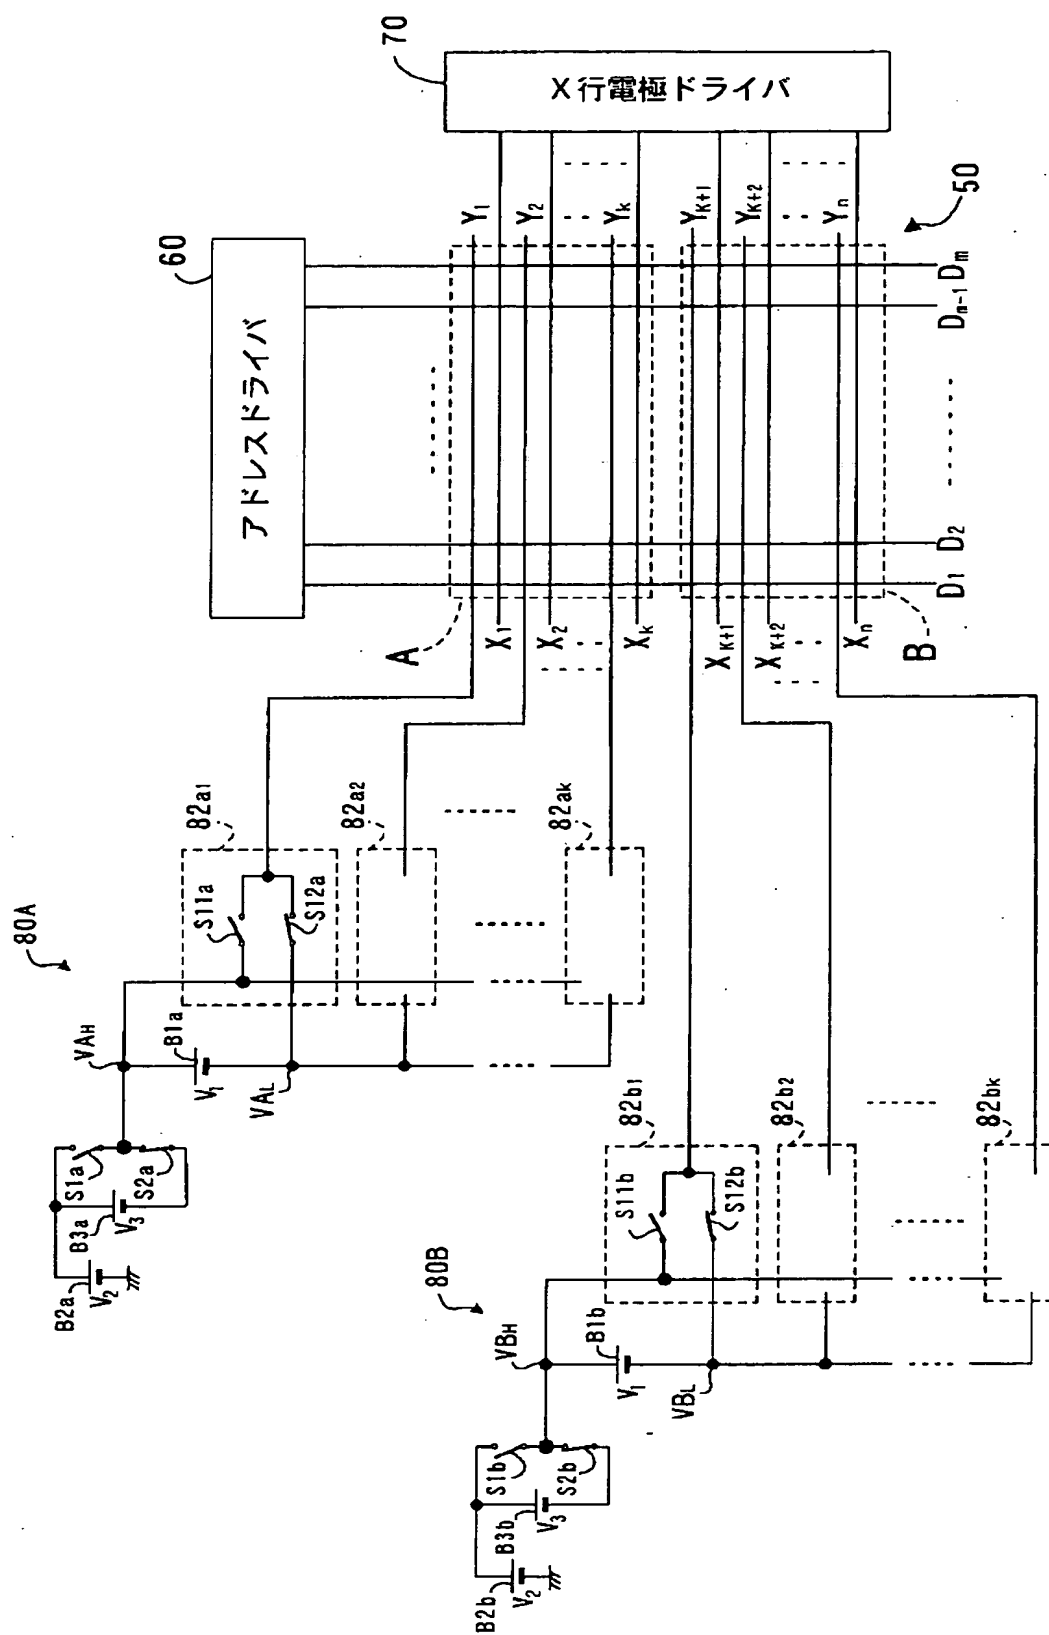 70
X行電極ドライバ
60
アドレスドライバ
Y1
Y2
Yk
YK+1
YK+2
Yn
50
D1
D2
Dm-1
Dm
A
B
X1
X2
Xk
XK+1
XK+2
Xn
80A
82a1
82a2
82ak
S11a
S12a
VAH
B1a
V1
VAL
S1a
S2a
B3a
V3
B2a
V2
80B
82b1
82b2
82bk
S11b
S12b
VBH
B1b
V1
VBL
S1b
S2b
B3b
V3
B2b
V2